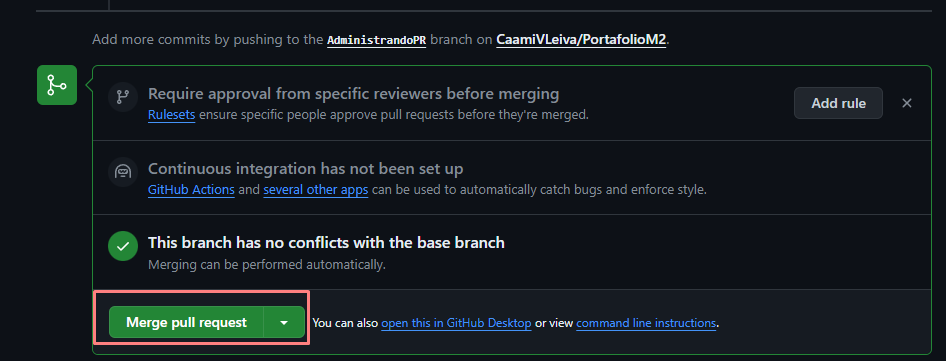 Add more commits by pushing to the AdministrandoPR branch on CaamiVLeiva/PortafolioM2.
Require approval from specific reviewers before merging
Rulesets ensure specific people approve pull requests before they're merged.
Add rule
Continuous integration has not been set up
GitHub Actions and several other apps can be used to automatically catch bugs and enforce style.
This branch has no conflicts with the base branch
Merging can be performed automatically.
Merge pull request
You can also open this in GitHub Desktop or view command line instructions.